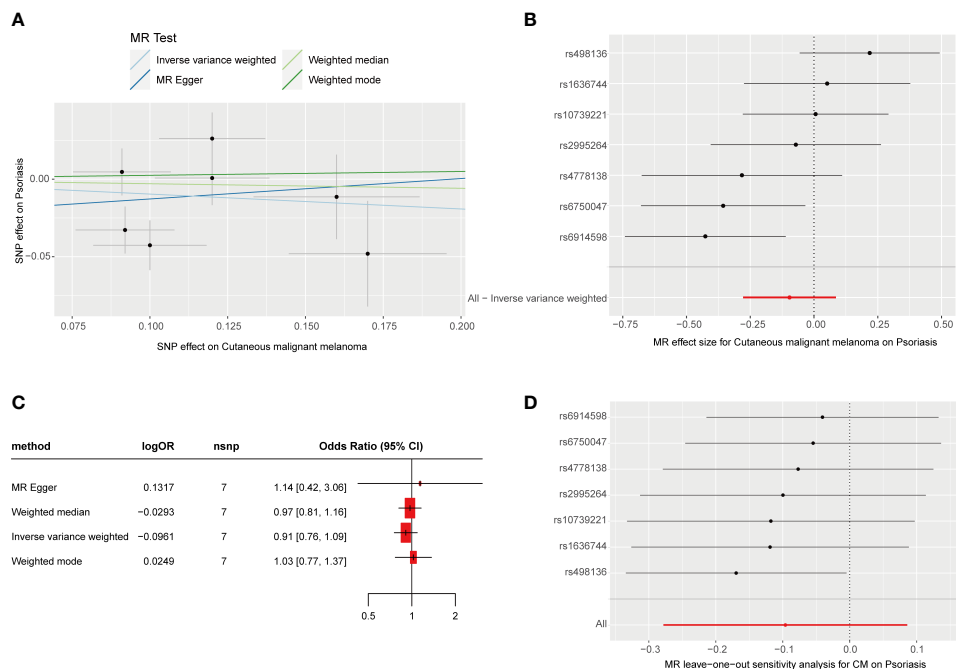 A
MR Test
Inverse variance weighted
Weighted median
MR Egger
Weighted mode
SNP effect on Psoriasis
0.00
−0.05
0.075
0.100
0.125
0.150
0.175
0.200
SNP effect on Cutaneous malignant melanoma
B
rs498136
rs1636744
rs10739221
rs2995264
rs4778138
rs6750047
rs6914598
All − Inverse variance weighted
−0.75
−0.50
−0.25
0.00
0.25
0.50
MR effect size for Cutaneous malignant melanoma on Psoriasis
C
method logOR nsnp Odds Ratio (95% CI)
MR Egger 0.1317 7 1.14 [0.42, 3.06]
Weighted median −0.0293 7 0.97 [0.81, 1.16]
Inverse variance weighted −0.0961 7 0.91 [0.76, 1.09]
Weighted mode 0.0249 7 1.03 [0.77, 1.37]
0.5 1 2
D
rs6914598
rs6750047
rs4778138
rs2995264
rs10739221
rs1636744
rs498136
All
−0.3
−0.2
−0.1
0.0
0.1
MR leave−one−out sensitivity analysis for CM on Psoriasis